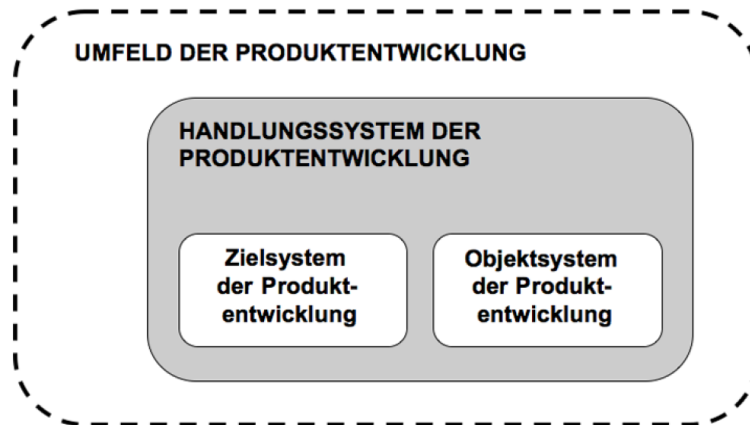 UMFELD DER PRODUKTENTWICKLUNG
HANDLUNGSSYSTEM DER
PRODUKTENTWICKLUNG
Zielsystem
der Produkt-
entwicklung
Objektsystem
der Produkt-
entwicklung